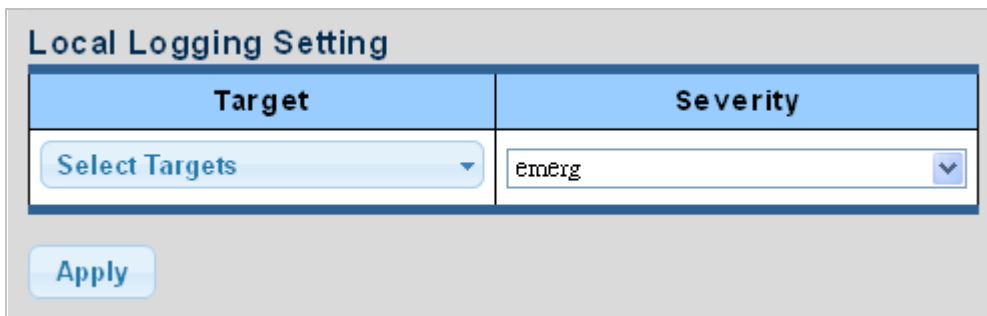 Local Logging Setting
Target Severity
Select Targets emerg
Apply